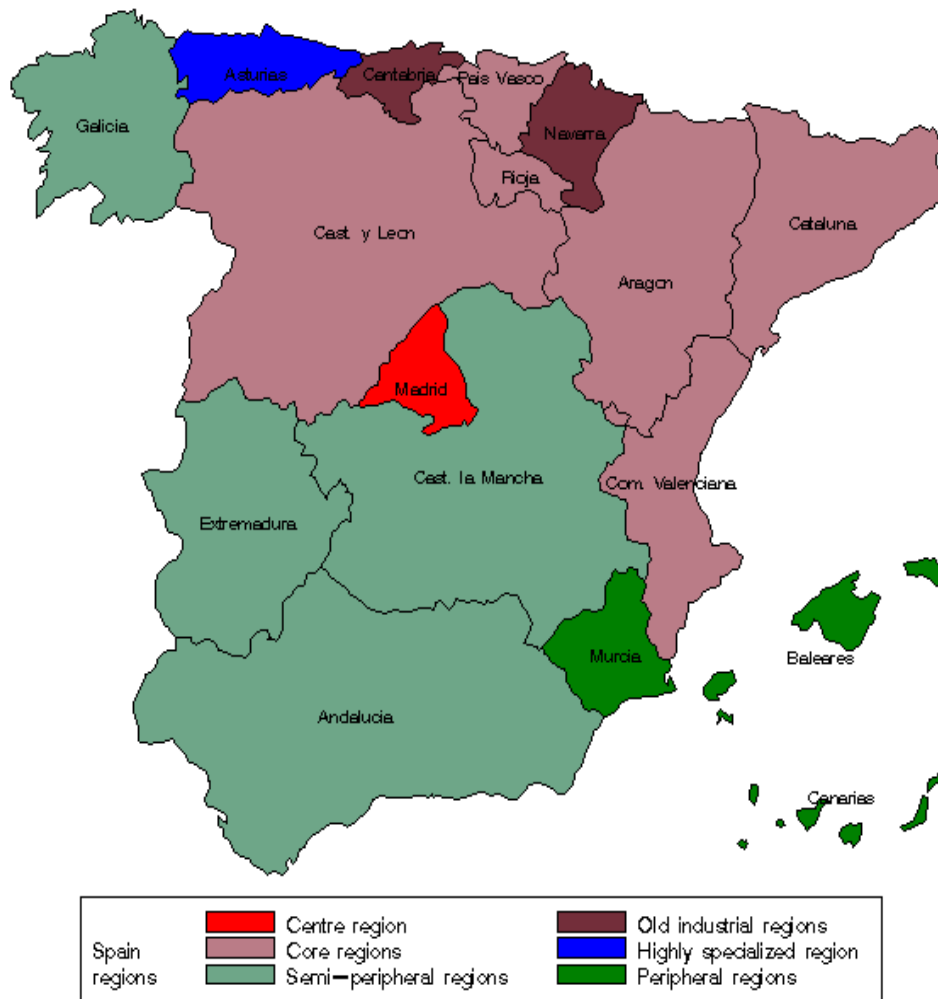 Asturias
Cantabria
Pais Vasco
Galicia
Navarra
Rioja
Cast. y Leon
Cataluna
Aragon
Madrid
Cast. la Mancha
Com. Valenciana
Extremadura
Murcia
Baleares
Andalucia
Canarias
Spain regions
Centre region
Core regions
Semi-peripheral regions
Old industrial regions
Highly specialized region
Peripheral regions